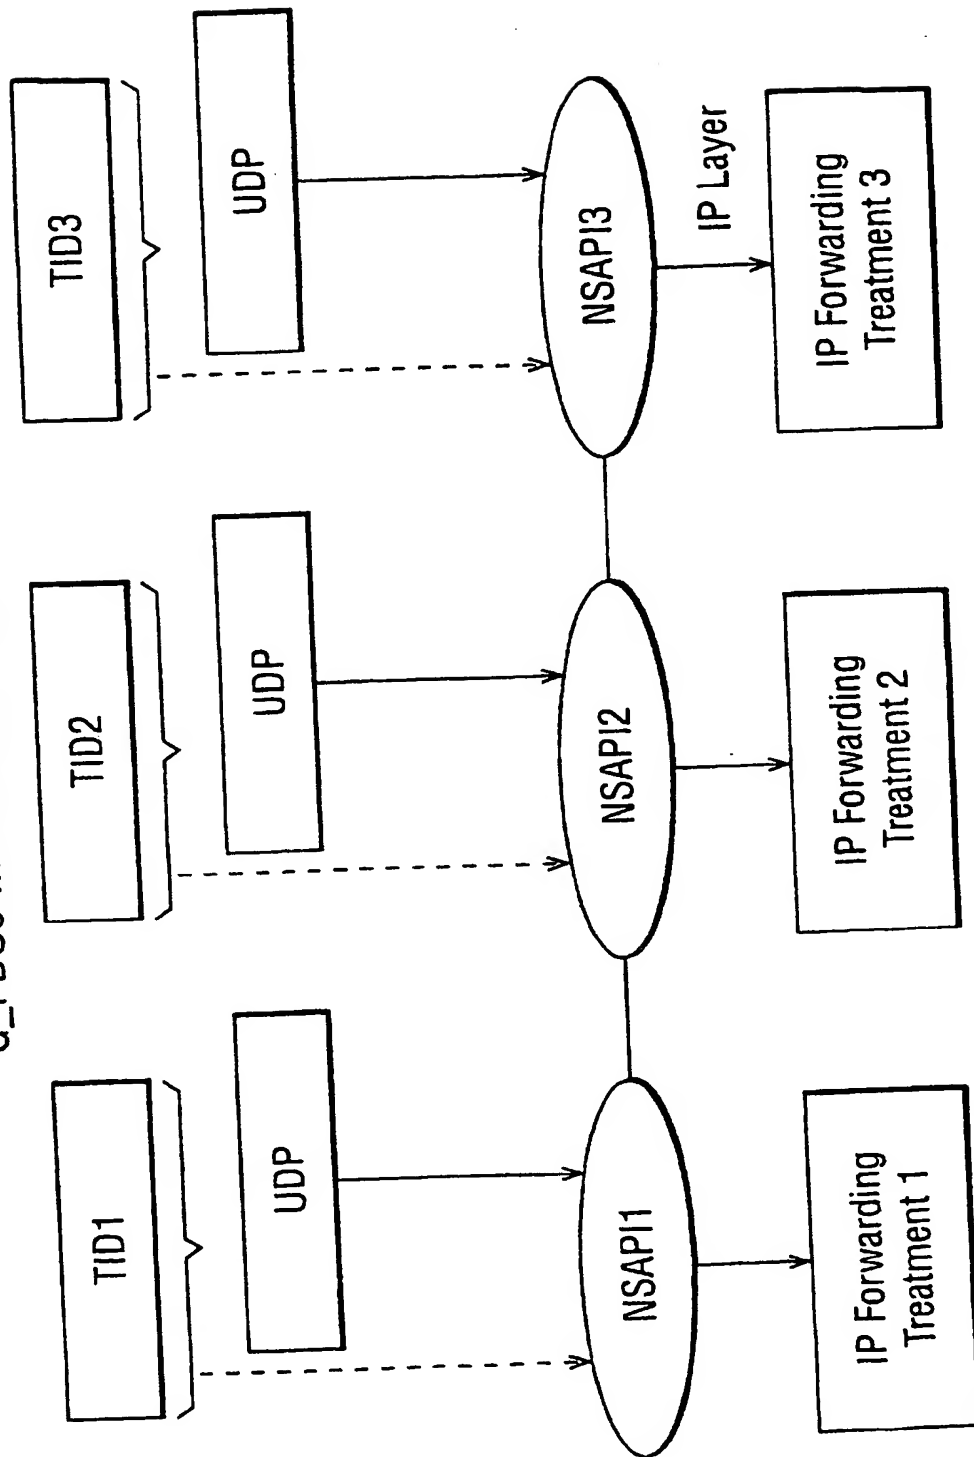 TID1
TID2
TID3
UDP
UDP
UDP
NSAPI1
NSAPI2
NSAPI3
IP Layer
IP Forwarding
Treatment 1
IP Forwarding
Treatment 2
IP Forwarding
Treatment 3